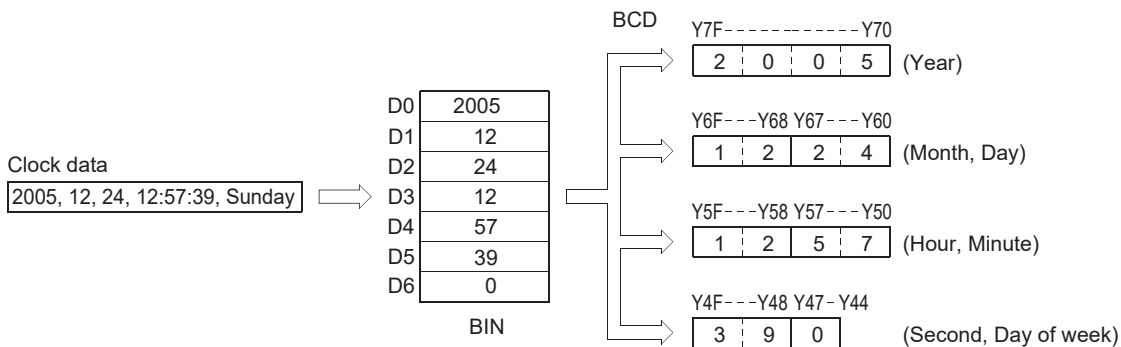 BCD
Y7F------------Y70
2 0 0 5 (Year)
D0 2005
D1 12
Y6F---Y68 Y67---Y60
Clock data
D2 24
1 2 2 4 (Month, Day)
2005, 12, 24, 12:57:39, Sunday
D3 12
Y5F---Y58 Y57---Y50
D4 57
1 2 5 7 (Hour, Minute)
D5 39
D6 0
Y4F---Y48 Y47-Y44
BIN
3 9 0 (Second, Day of week)